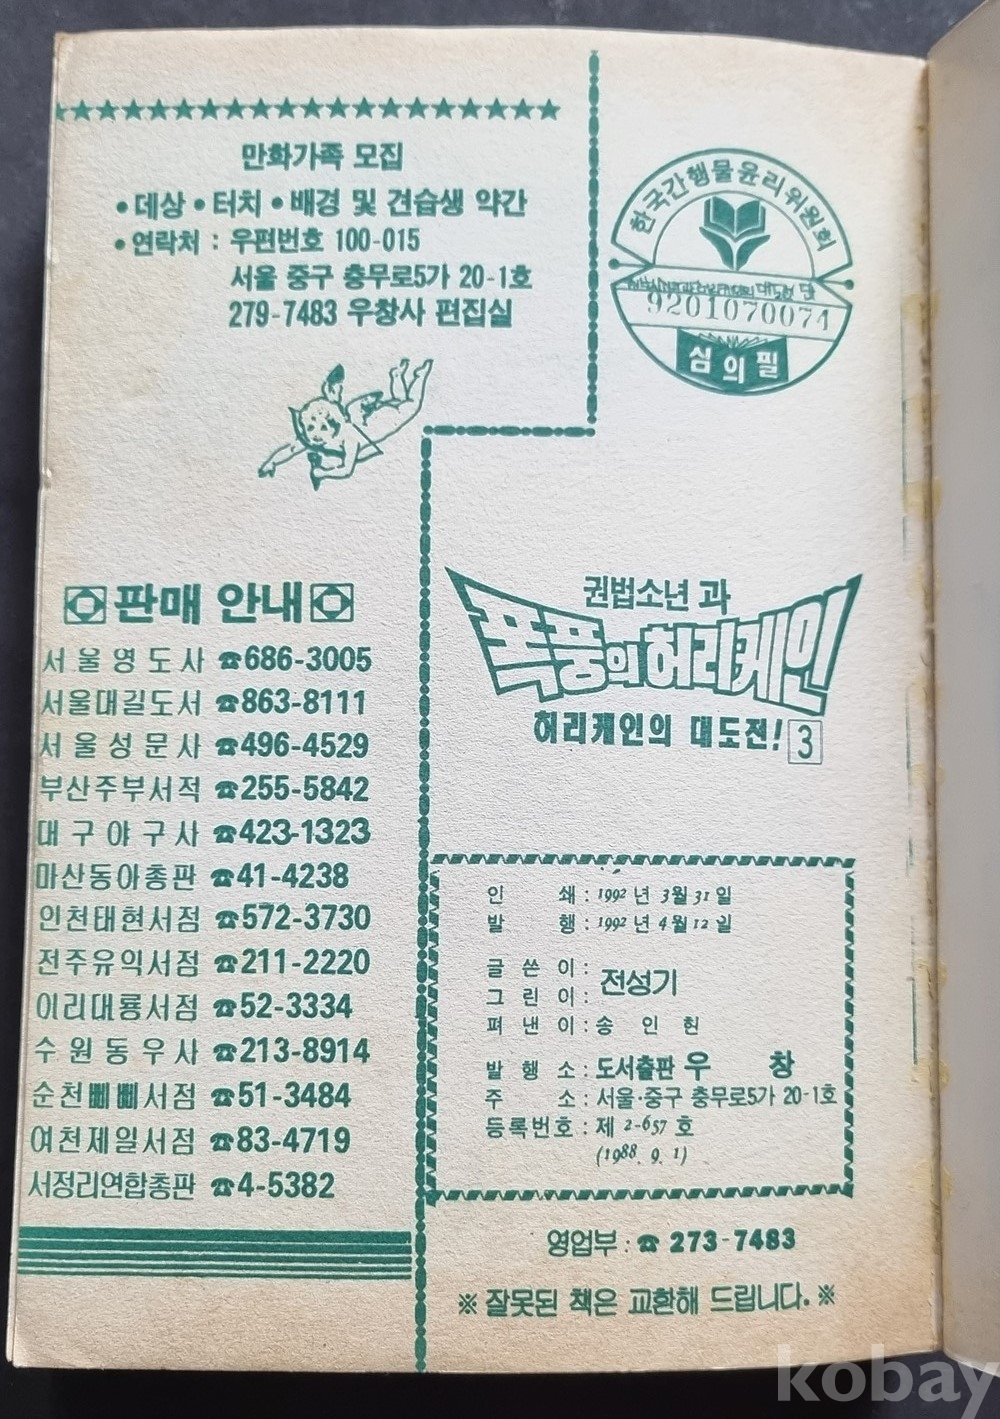 만화가족 모집
• 데상 • 터치 • 배경 및 견습생 약간
• 연락처 : 우편번호 100-015
서울 중구 충무로5가 20-1호
279-7483 우창사 편집실
한국간행물윤리위원회
9201070074
심의필
판매 안내
서울영도사 ☎686-3005
서울대길도서 ☎863-8111
서울성문사 ☎496-4529
부산주부서적 ☎255-5842
대구야구사 ☎423-1323
마산동아총판 ☎41-4238
인천태현서점 ☎572-3730
전주유익서점 ☎211-2220
이리대룡서점 ☎52-3334
수원동우사 ☎213-8914
순천삐삐서점 ☎51-3484
여천제일서점 ☎83-4719
서정리연합총판 ☎4-5382
권법소년 과
폭풍의 허리케인
허리케인의 대도전! 3
인 쇄 : 1992 년 3월 31 일
발 행 : 1992 년 4월 12 일
글 쓴 이 :
그 린 이 : 전성기
펴 낸 이 : 송 인 헌
발 행 소 : 도서출판 우 창
주 소 : 서울·중구 충무로5가 20-1호
등록번호 : 제 2-657 호
(1988. 9. 1)
영업부 : ☎ 273-7483
※ 잘못된 책은 교환해 드립니다. ※
kobay